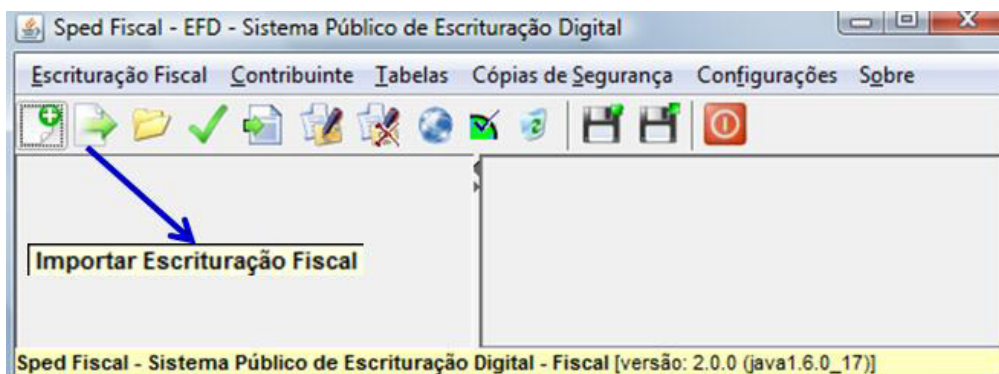 Sped Fiscal - EFD - Sistema Público de Escrituração Digital
Escrituração Fiscal Contribuinte Tabelas Cópias de Segurança Configurações Sobre
Importar Escrituração Fiscal
Sped Fiscal - Sistema Público de Escrituração Digital - Fiscal [versão: 2.0.0 (java1.6.0_17)]